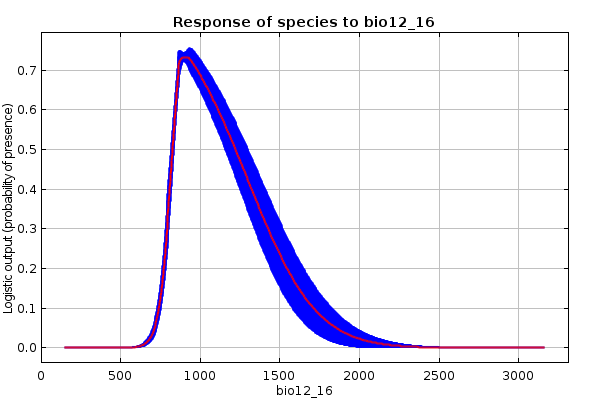 Response of species to bio12_16
Logistic output (probability of presence)
0.7
0.6
0.5
0.4
0.3
0.2
0.1
0.0
0 500 1000 1500 2000 2500 3000
bio12_16